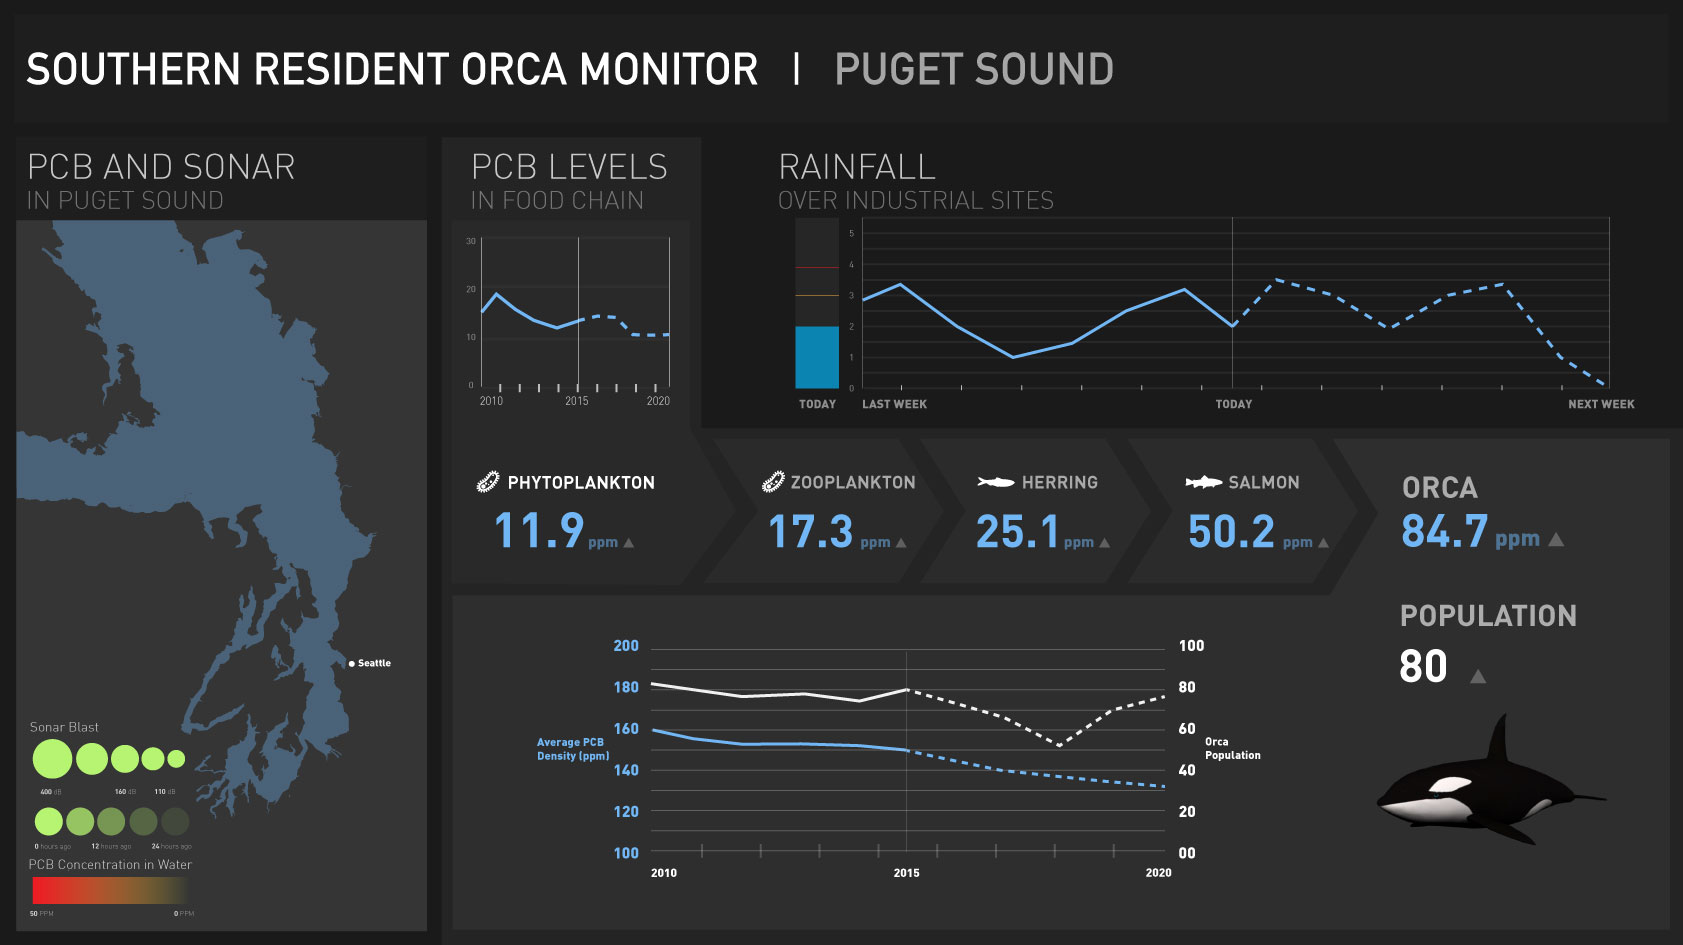 SOUTHERN RESIDENT ORCA MONITOR | PUGET SOUND
PCB AND SONAR
IN PUGET SOUND
Seattle
Sonar Blast
400 dB 160 dB 110 dB
0 hours ago 12 hours ago 24 hours ago
PCB Concentration in Water
50 PPM 0 PPM
PCB LEVELS
IN FOOD CHAIN
30
20
10
0
2010 2015 2020
RAINFALL
OVER INDUSTRIAL SITES
5
4
3
2
1
0
TODAY LAST WEEK TODAY NEXT WEEK
PHYTOPLANKTON
11.9 ppm
ZOOPLANKTON
17.3 ppm
HERRING
25.1 ppm
SALMON
50.2 ppm
ORCA
84.7 ppm
POPULATION
80
200 100
180 80
160 60
Average PCB
Density (ppm)
Orca
Population
140 40
120 20
100 00
2010 2015 2020